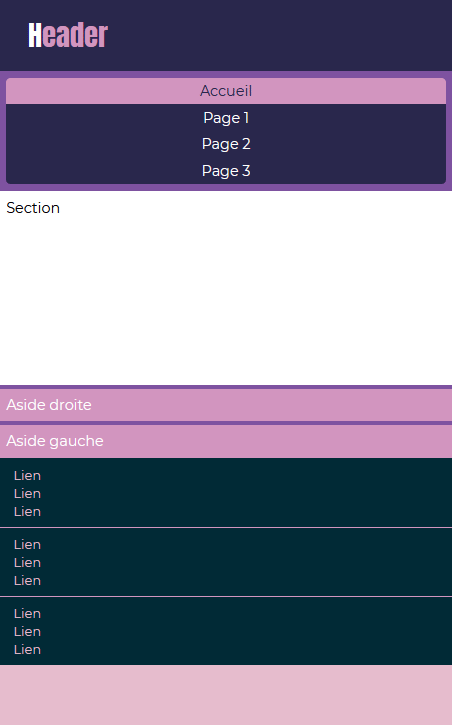 Header
Accueil
Page 1
Page 2
Page 3
Section
Aside droite
Aside gauche
Lien
Lien
Lien
Lien
Lien
Lien
Lien
Lien
Lien